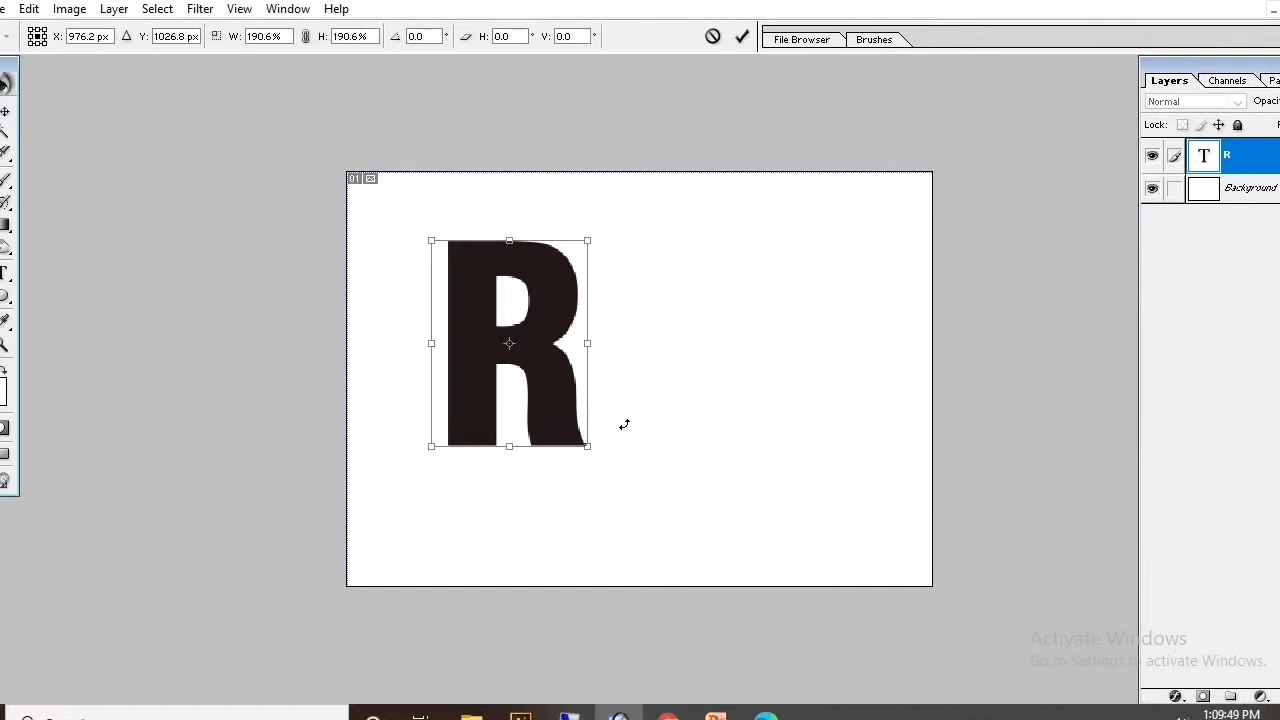 Edit Image Layer Select Filter View Window Help
X: 976.2 px Y: 1026.8 px W: 190.6% H: 190.6% 0.0 ° H: 0.0 ° V: 0.0 ° File Browser Brushes
Layers Channels
Normal
Lock:
T R
Background
01
R
Activate Windows
Go to Settings to activate Windows.
1:09:49 PM